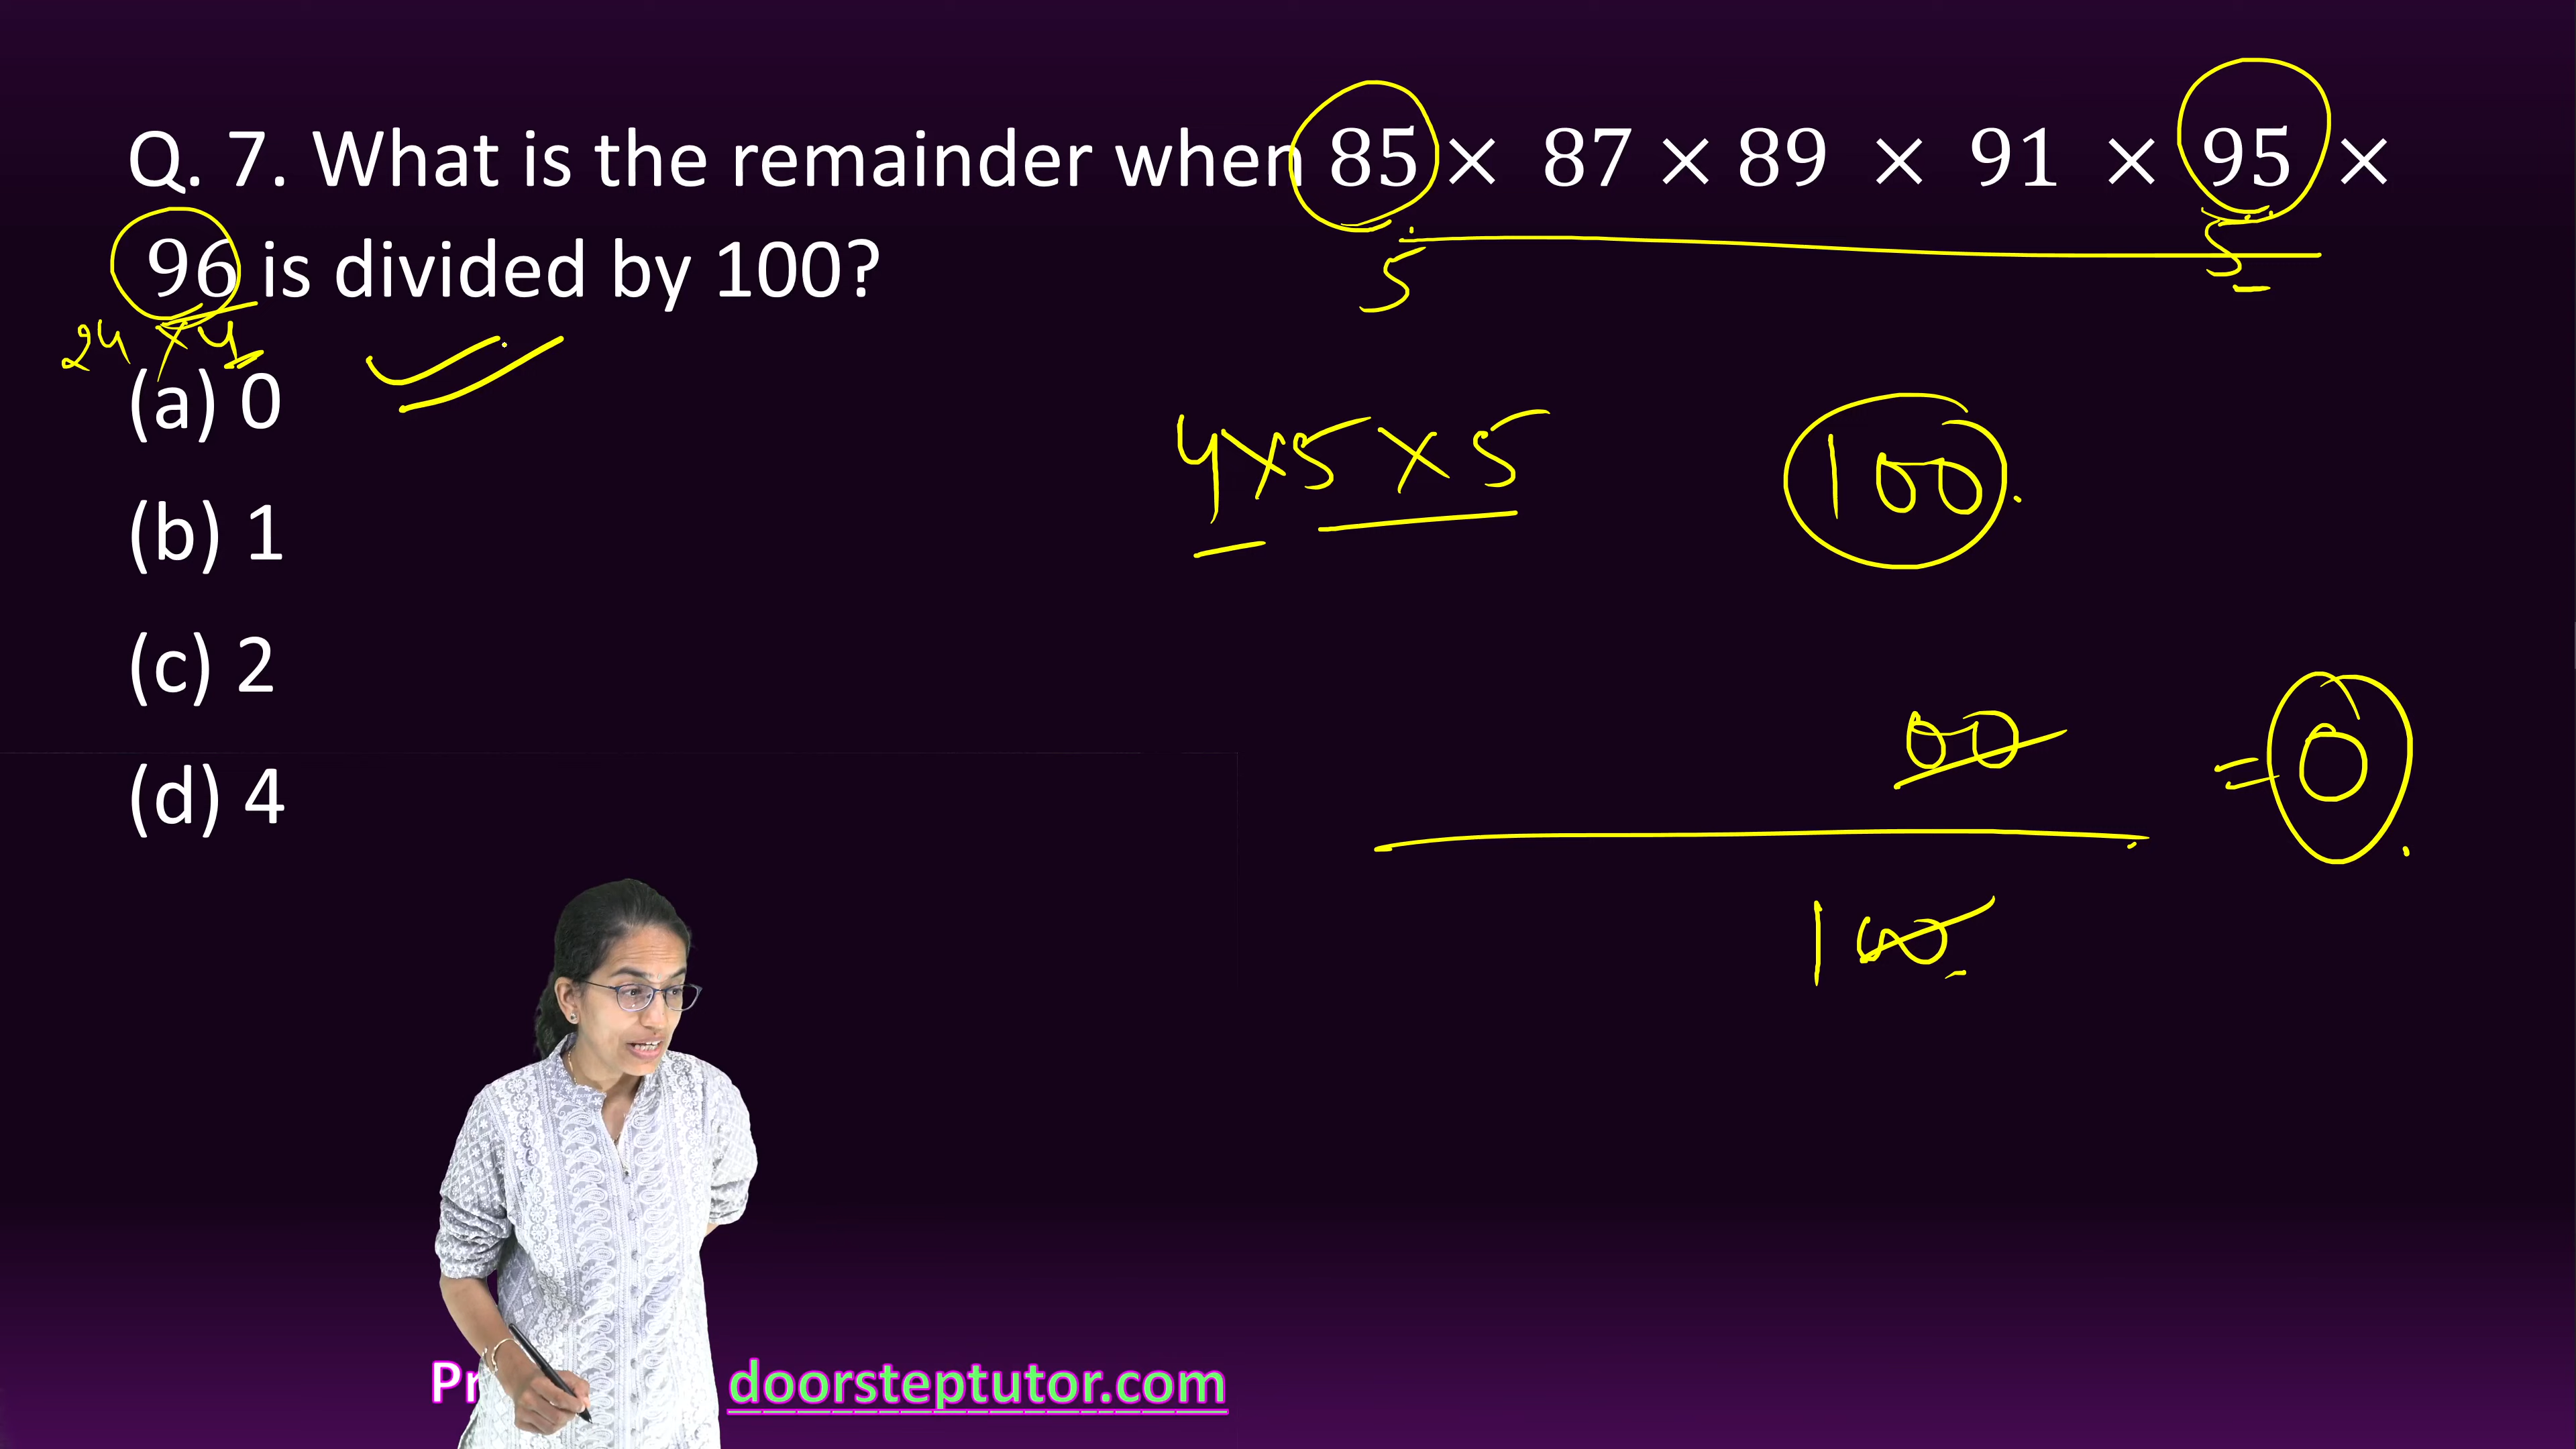 Q. 7. What is the remainder when 85 × 87 × 89 × 91 × 95 ×
5 5
96 is divided by 100?
24 × 4
(a) 0
4×5×5 100
(b) 1
(c) 2
00 = 0
(d) 4
100
Pr doorsteptutor.com